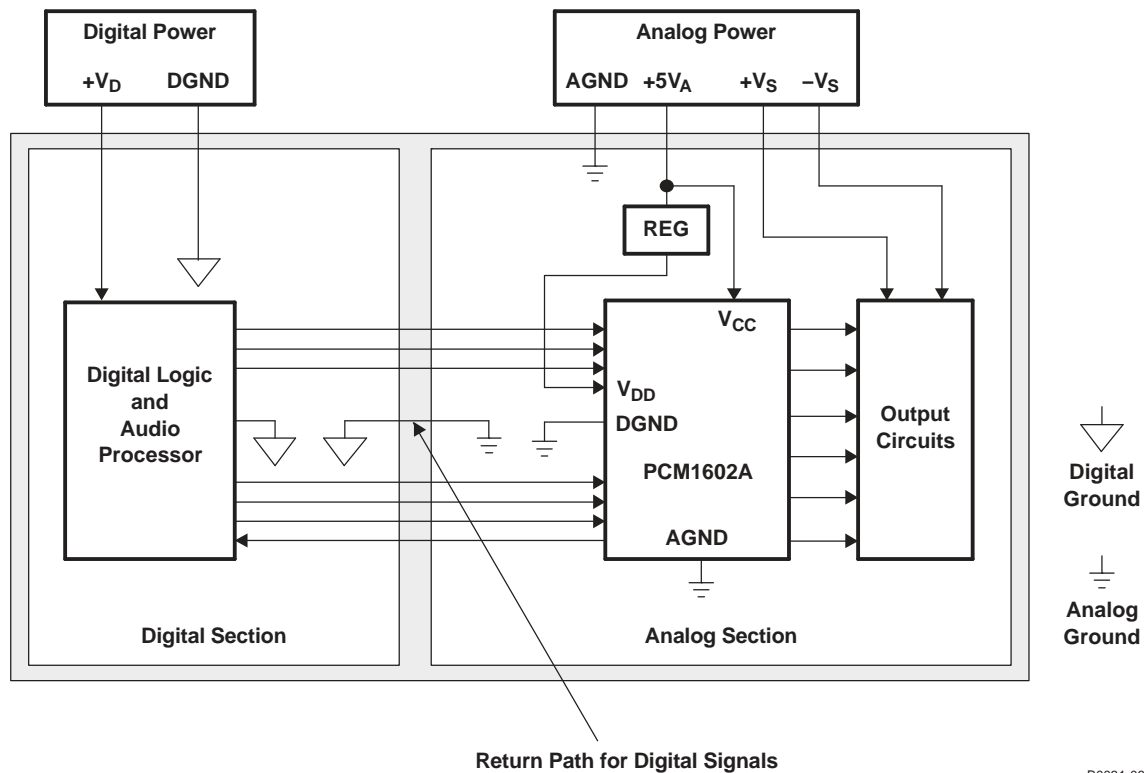 Digital Power
+VD DGND
Analog Power
AGND +5VA +VS –VS
REG
VCC
VDD
DGND
PCM1602A
AGND
Digital Logic
and
Audio
Processor
Output
Circuits
Digital
Ground
Analog
Ground
Digital Section
Analog Section
Return Path for Digital Signals